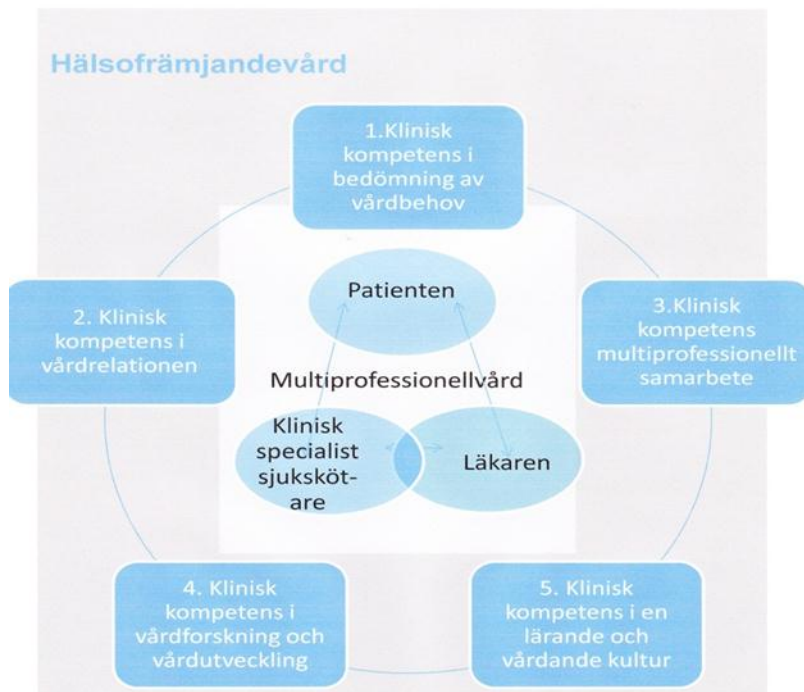 Hälsofrämjandevård
1.Klinisk
kompetens i
bedömning av
vårdbehov
2. Klinisk
kompetens i
vårdrelationen
3.Klinisk
kompetens
multiprofessionellt
samarbete
Patienten
Multiprofessionellvård
Klinisk
specialist
sjuksköt-
are
Läkaren
4. Klinisk
kompetens i
vårdforskning och
vårdutveckling
5. Klinisk
kompetens i en
lärande och
vårdande kultur